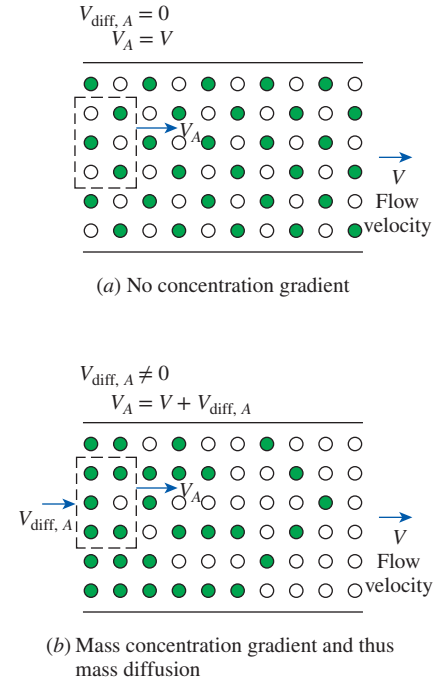 V_diff, A = 0
V_A = V
V_A
V
Flow
velocity
(a) No concentration gradient
V_diff, A ≠ 0
V_A = V + V_diff, A
V_A
V_diff, A
V
Flow
velocity
(b) Mass concentration gradient and thus
mass diffusion